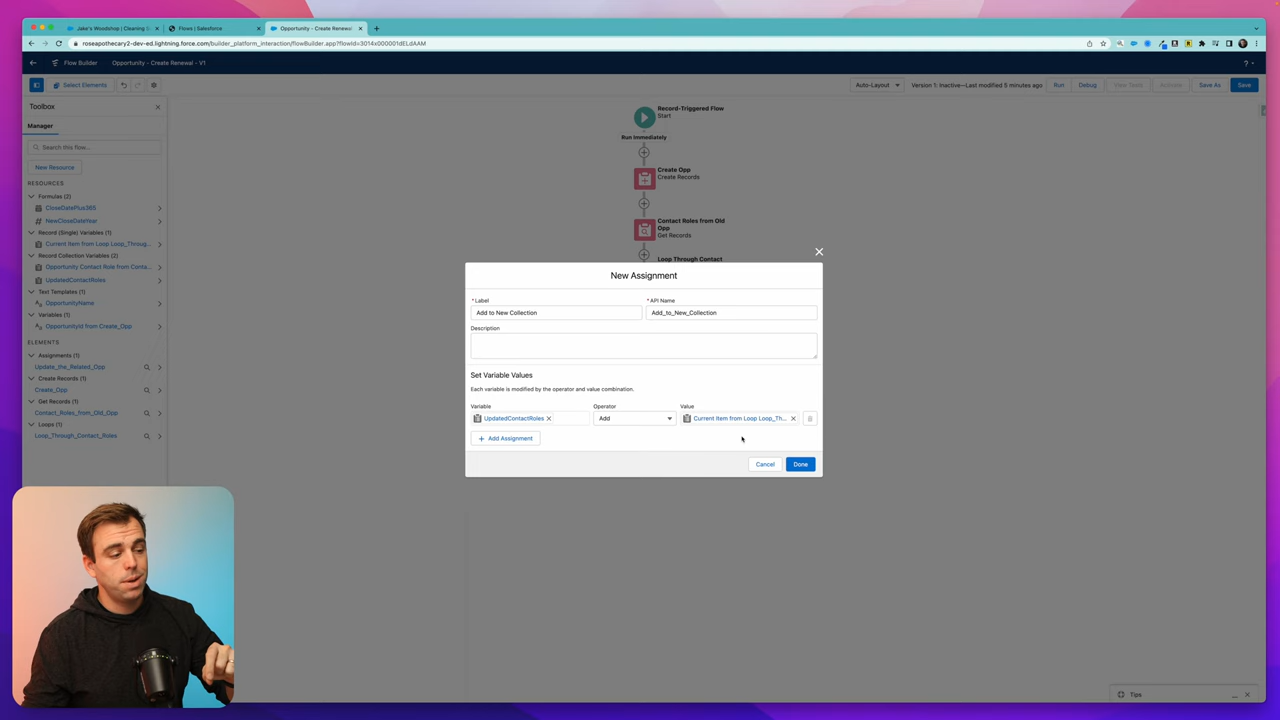 Jake's Woodshop | Cleaning S
Flows | Salesforce
Opportunity - Create Renewal -
roseapothecary2-dev-ed.lightning.force.com/builder_platform_interaction/flowBuilder.app?flowId=3014x000001dELdAAM
Flow Builder
Opportunity - Create Renewal - V1
?
Select Elements
Auto-Layout
Version 1: Inactive—Last modified 5 minutes ago
Run
Debug
View Tests
Activate
Save As
Save
Toolbox
Manager
Search this flow...
New Resource
RESOURCES
Formulas (2)
CloseDatePlus365
NewCloseDateYear
Record (Single) Variables (1)
Current Item from Loop Loop_Throug...
Record Collection Variables (2)
Opportunity Contact Role from Conta...
UpdatedContactRoles
Text Templates (1)
OpportunityName
Variables (1)
OpportunityId from Create_Opp
ELEMENTS
Assignments (1)
Update_the_Related_Opp
Create Records (1)
Create_Opp
Get Records (1)
Contact_Roles_from_Old_Opp
Loops (1)
Loop_Through_Contact_Roles
Record-Triggered Flow
Start
Run Immediately
Create Opp
Create Records
Contact Roles from Old
Opp
Get Records
Loop Through Contact
New Assignment
*Label
*API Name
Add to New Collection
Add_to_New_Collection
Description
Set Variable Values
Each variable is modified by the operator and value combination.
Variable
Operator
Value
UpdatedContactRoles
Add
Current Item from Loop Loop_Th...
Add Assignment
Cancel
Done
Tips